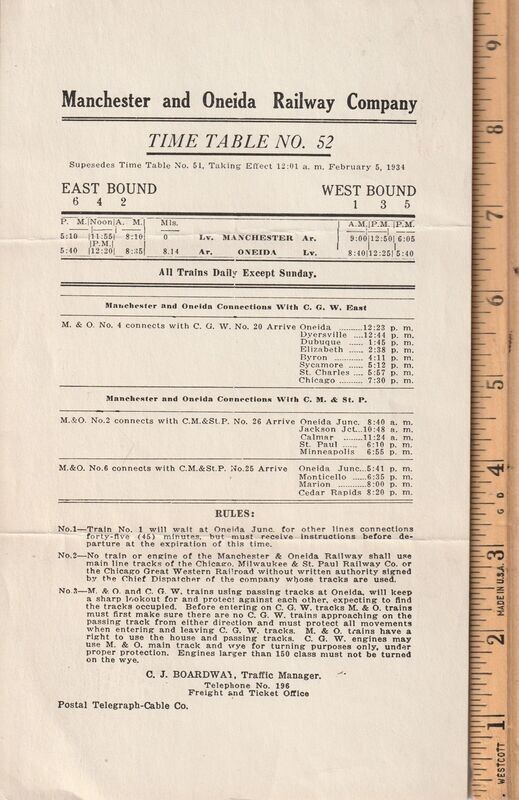 Manchester and Oneida Railway Company
TIME TABLE NO. 52
Supesedes Time Table No. 51, Taking Effect 12:01 a. m. February 5, 1934
EAST BOUND WEST BOUND
6 4 2 1 3 5
P. M. Noon A. M. Mls. A.M. P.M. P.M.
5:10 11:55 8:10 0 Lv. MANCHESTER Ar. 9:00 12:50 6:05
P.M.
5:40 12:20 8:35 8.14 Ar. ONEIDA Lv. 8:40 12:25 5:40
All Trains Daily Except Sunday.
Manchester and Oneida Connections With C. G. W. East
M. & O. No. 4 connects with C. G. W. No. 20 Arrive Oneida .........12:23 p. m.
Dyersville ....12:44 p. m.
Dubuque ...... 1:45 p. m.
Elizabeth ...... 2:38 p. m.
Byron ........... 4:11 p. m.
Sycamore ...... 5:12 p. m.
St. Charles .... 5:57 p. m.
Chicago ......... 7:30 p. m.
Manchester and Oneida Connections With C. M. & St. P.
M.&O. No.2 connects with C.M.&St.P. No. 26 Arrive Oneida Junc. 8:40 a. m.
Jackson Jct...10:48 a. m.
Calmar ........11:24 a. m.
St. Paul ...... 6:10 p. m.
Minneapolis 6:55 p. m.
M.&O. No.6 connects with C.M.&St.P. No.25 Arrive Oneida Junc...5:41 p. m.
Monticello ......6:35 p. m.
Marion ..........8:00 p. m.
Cedar Rapids 8:20 p. m.
RULES:
No.1—Train No. 1 will wait at Oneida Junc. for other lines connections
forty-five (45) minutes, but must receive instructions before de-
parture at the expiration of this time.
No.2—No train or engine of the Manchester & Oneida Railway shall use
main line tracks of the Chicago, Milwaukee & St. Paul Railway Co. or
the Chicago Great Western Railroad without written authority signed
by the Chief Dispatcher of the company whose tracks are used.
No.3—M. & O. and C. G. W. trains using passing tracks at Oneida, will keep
a sharp lookout for and protect against each other, expecting to find
the tracks occupied. Before entering on C. G. W. tracks M. & O. trains
must first make sure there are no C. G. W. trains approaching on the
passing track from either direction and must protect all movements
when entering and leaving C. G. W. tracks. M. & O. trains have a
right to use the house and passing tracks. C. G. W. engines may
use M. & O. main track and wye for turning purposes only, under
proper protection. Engines larger than 150 class must not be turned
on the wye.
C. J. BOARDWAY, Traffic Manager.
Telephone No. 196
Freight and Ticket Office
Postal Telegraph-Cable Co.
9
8
7
6
5
4
3
2
1
MADE IN U.S.A.
WESTCOTT